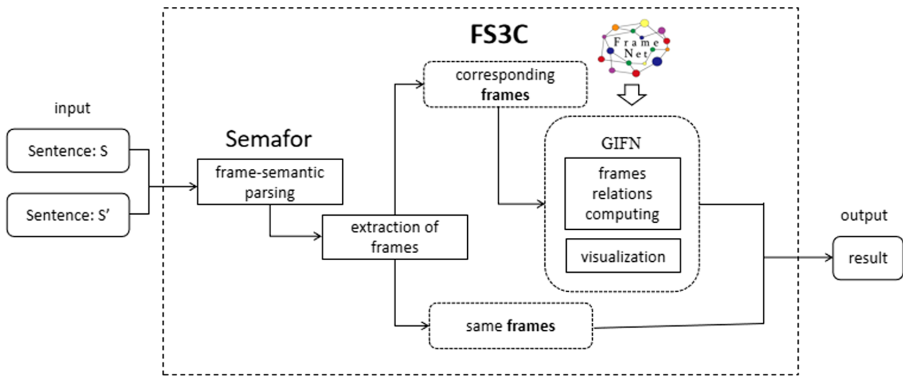 FS3C
Frame
Net
corresponding
frames
input
Sentence: S
Sentence: S’
Semafor
frame-semantic
parsing
extraction of
frames
GIFN
frames
relations
computing
visualization
same frames
output
result